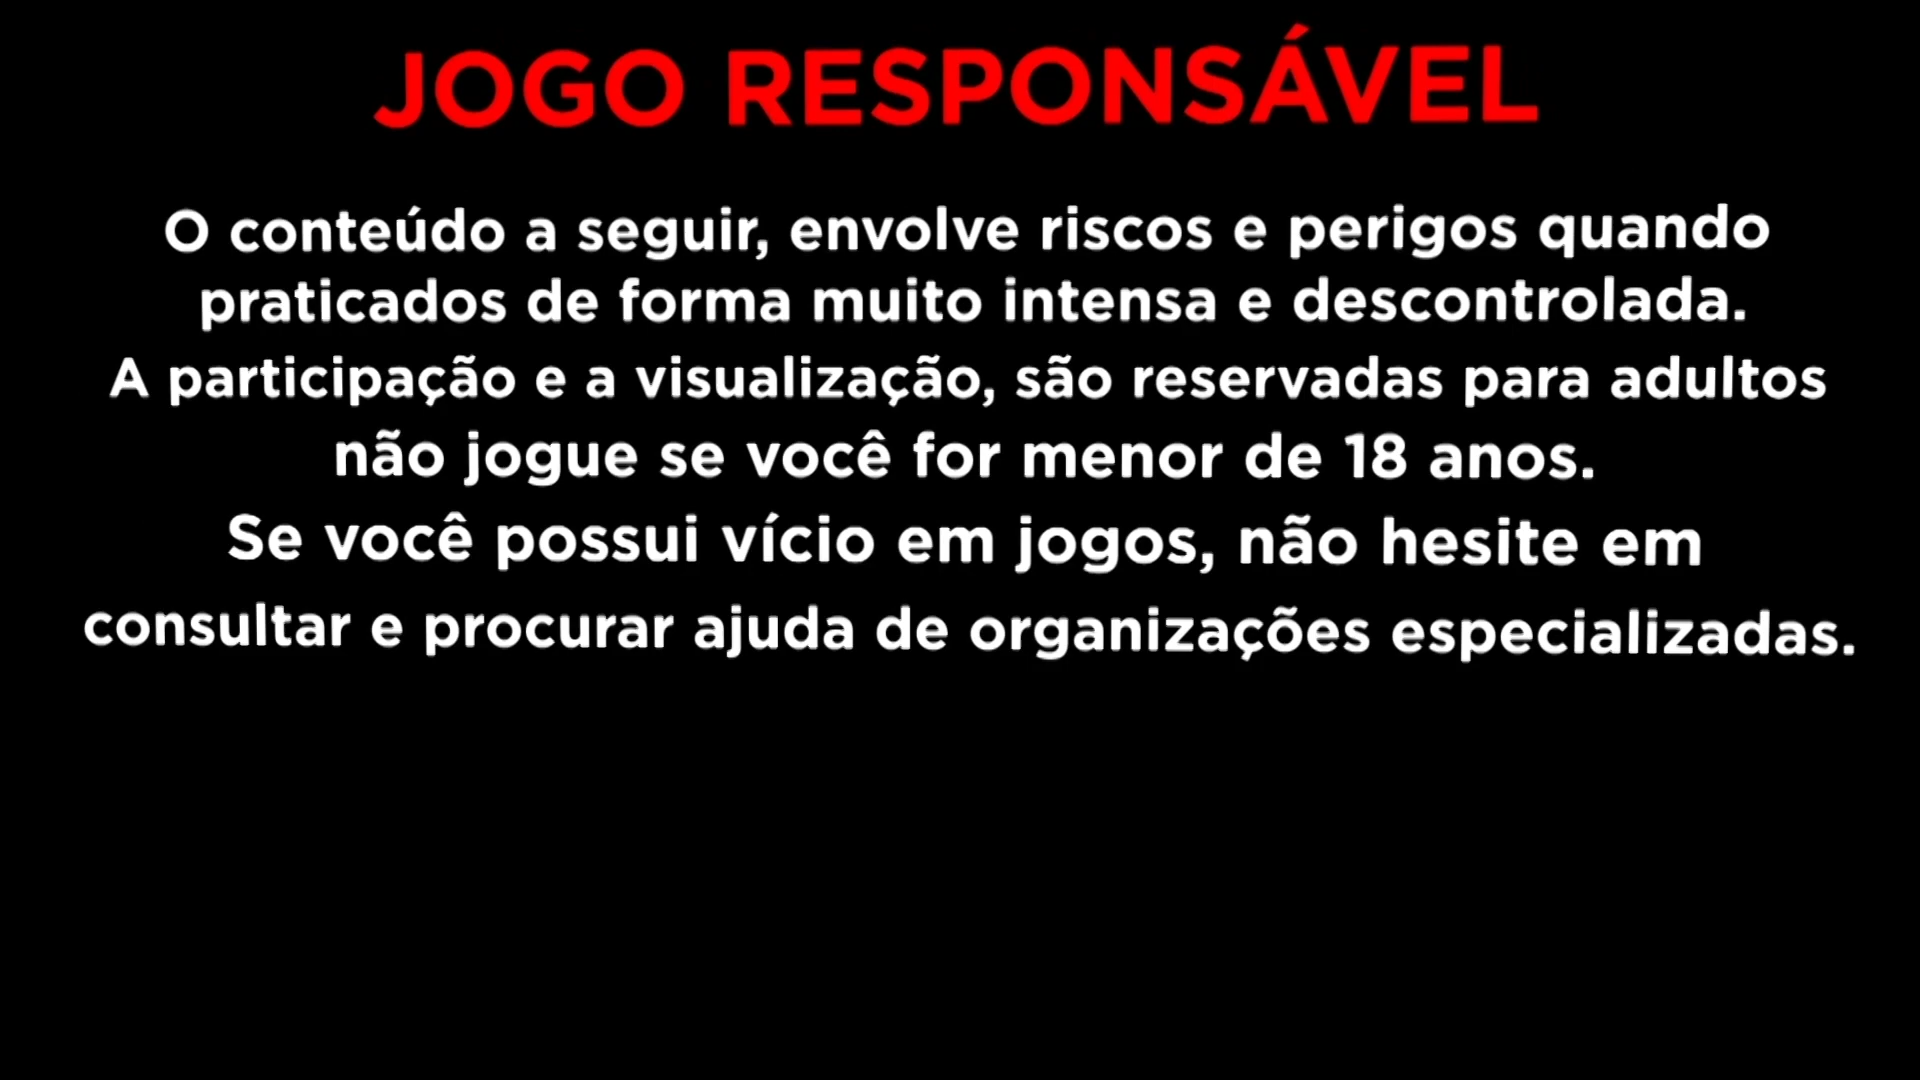 JOGO RESPONSÁVEL
O conteúdo a seguir, envolve riscos e perigos quando
praticados de forma muito intensa e descontrolada.
A participação e a visualização, são reservadas para adultos
não jogue se você for menor de 18 anos.
Se você possui vício em jogos, não hesite em
consultar e procurar ajuda de organizações especializadas.